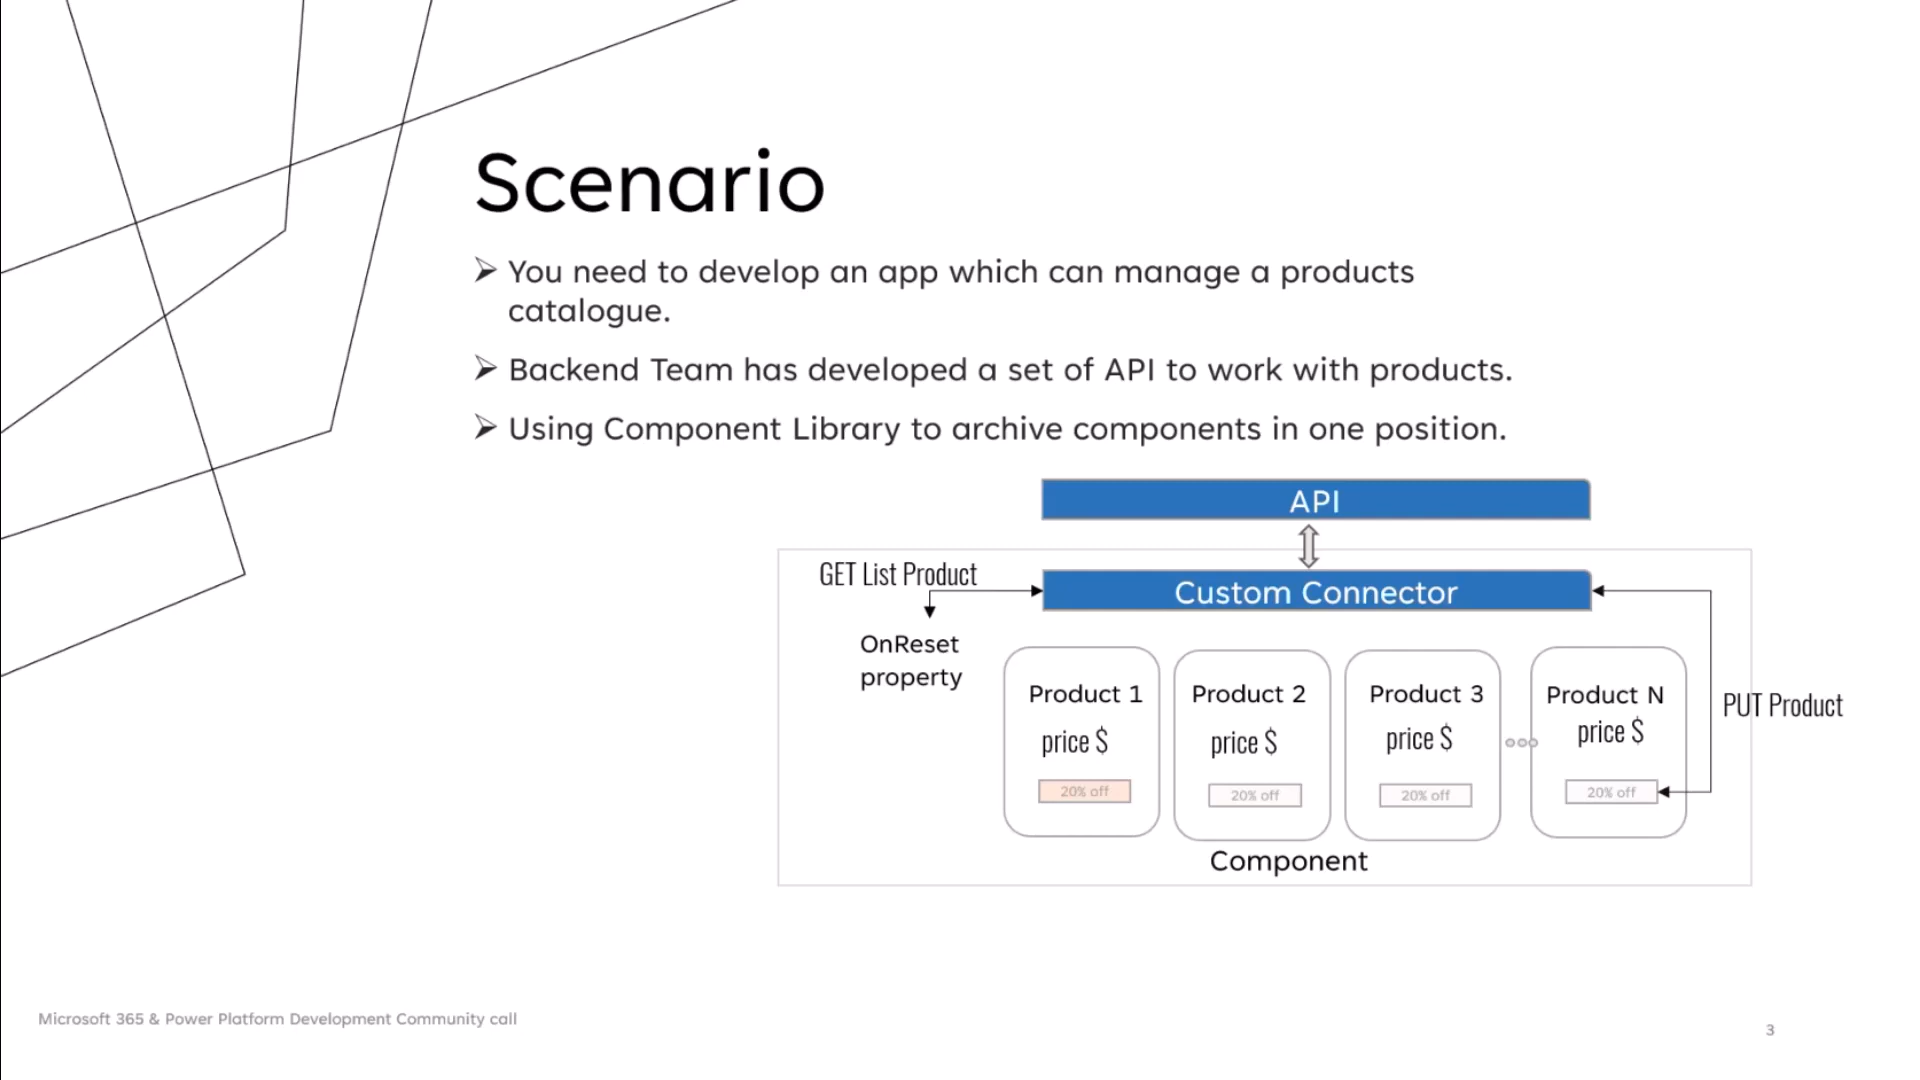 Scenario
You need to develop an app which can manage a products
catalogue.
Backend Team has developed a set of API to work with products.
Using Component Library to archive components in one position.
API
GET List Product
Custom Connector
OnReset
property
Product 1
price $
20% off
Product 2
price $
20% off
Product 3
price $
20% off
Product N
price $
20% off
PUT Product
Component
Microsoft 365 & Power Platform Development Community call
3